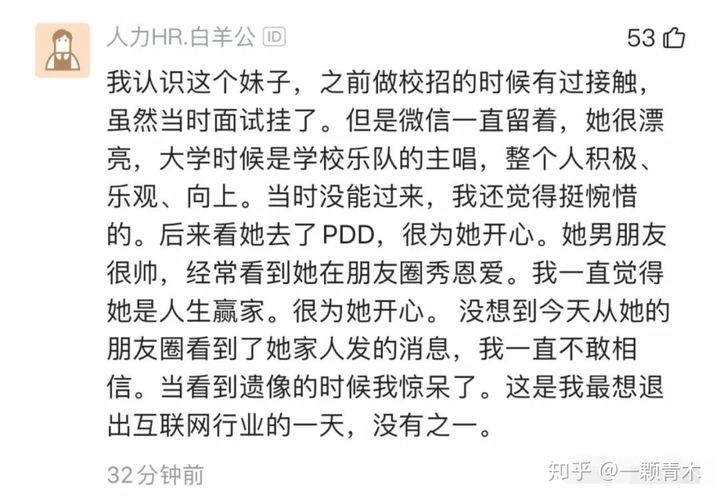 人力HR.白羊公 ID
53
我认识这个妹子，之前做校招的时候有过接触，
虽然当时面试挂了。但是微信一直留着，她很漂
亮，大学时候是学校乐队的主唱，整个人积极、
乐观、向上。当时没能过来，我还觉得挺惋惜
的。后来看她去了PDD，很为她开心。她男朋友
很帅，经常看到她在朋友圈秀恩爱。我一直觉得
她是人生赢家。很为她开心。 没想到今天从她的
朋友圈看到了她家人发的消息，我一直不敢相
信。当看到遗像的时候我惊呆了。这是我最想退
出互联网行业的一天，没有之一。
32分钟前
知乎 @一颗青木